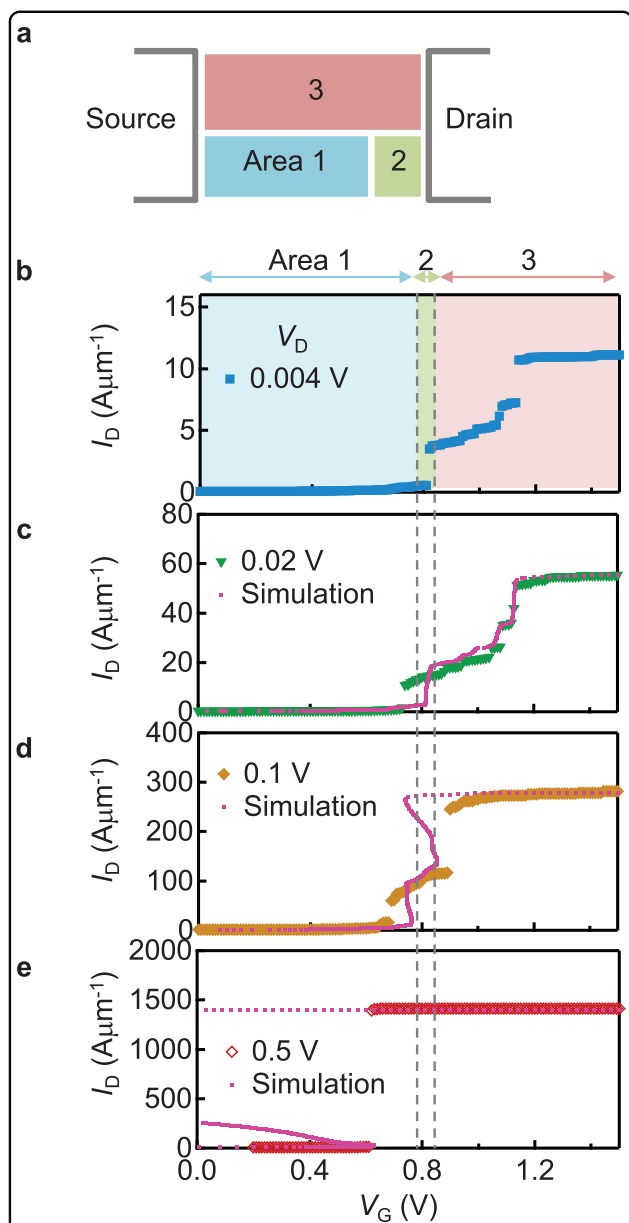 a
3
Source
Drain
Area 1
2
b
Area 1
2
3
15
10
5
0
I_D (Aμm⁻¹)
V_D
0.004 V
c
80
60
40
20
0
I_D (Aμm⁻¹)
0.02 V
Simulation
d
400
300
200
100
0
I_D (Aμm⁻¹)
0.1 V
Simulation
e
2000
1500
1000
500
0
I_D (Aμm⁻¹)
0.5 V
Simulation
0.0
0.4
0.8
1.2
V_G (V)